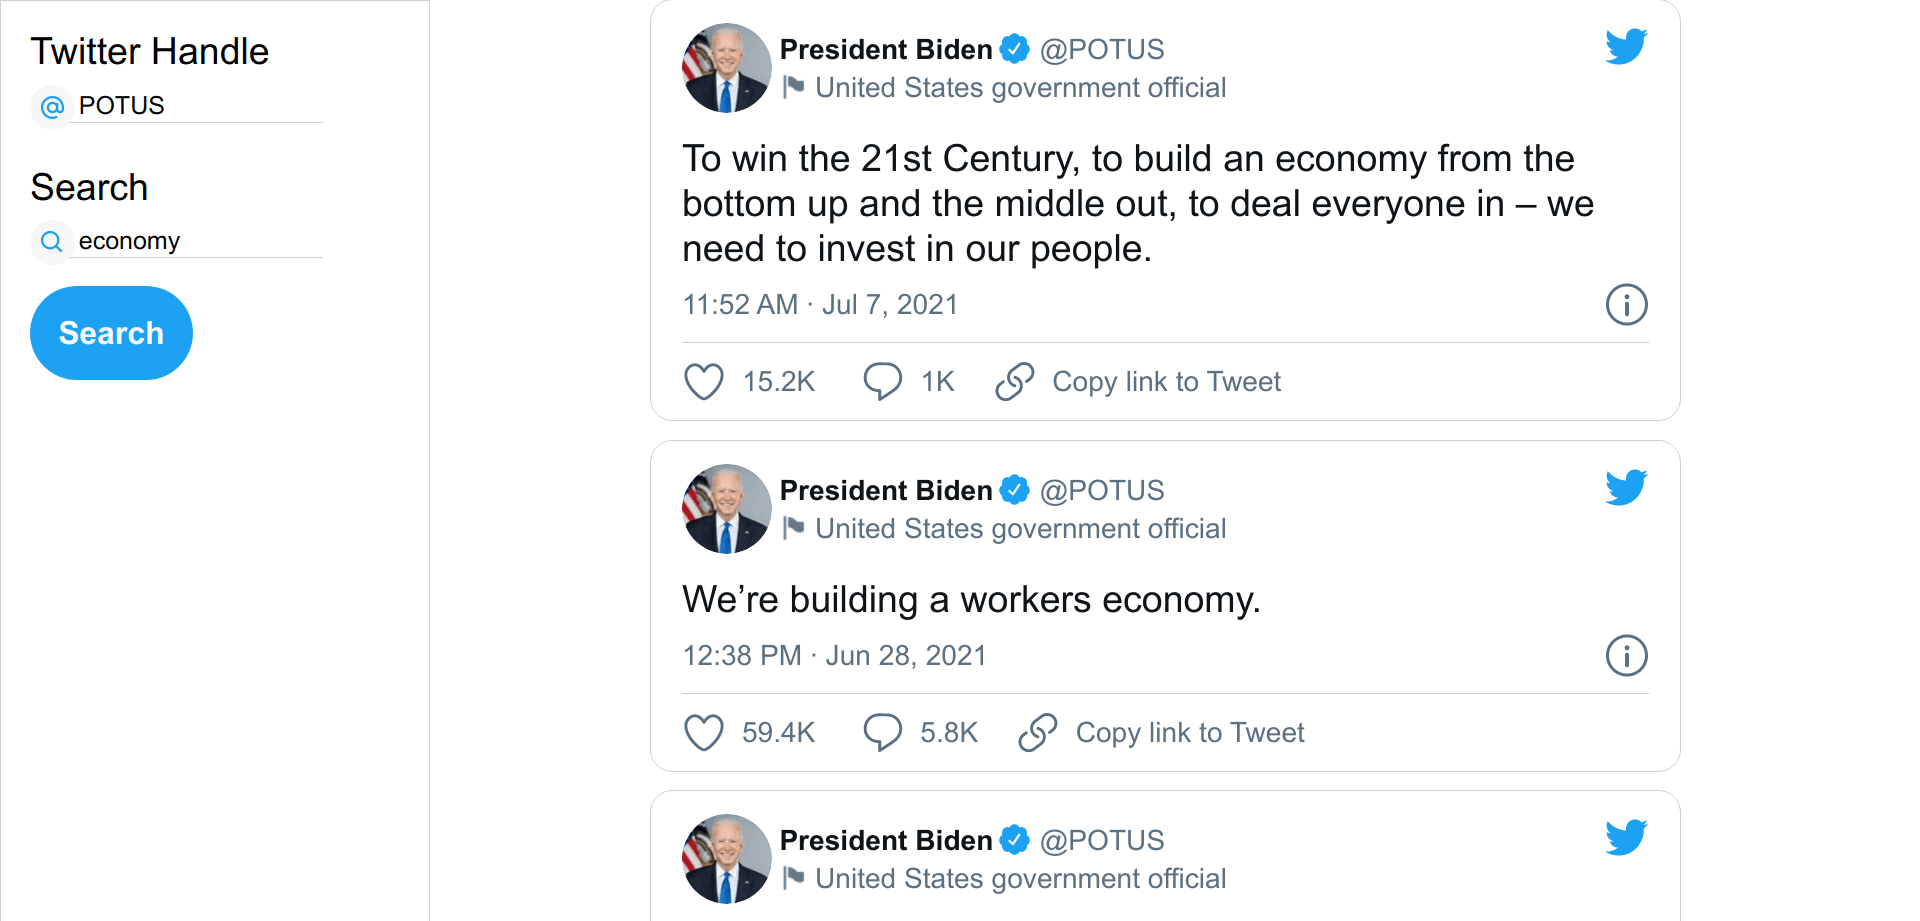 Twitter Handle
@ POTUS
Search
economy
Search
President Biden @POTUS
United States government official
To win the 21st Century, to build an economy from the
bottom up and the middle out, to deal everyone in – we
need to invest in our people.
11:52 AM · Jul 7, 2021
15.2K 1K Copy link to Tweet
President Biden @POTUS
United States government official
We’re building a workers economy.
12:38 PM · Jun 28, 2021
59.4K 5.8K Copy link to Tweet
President Biden @POTUS
United States government official